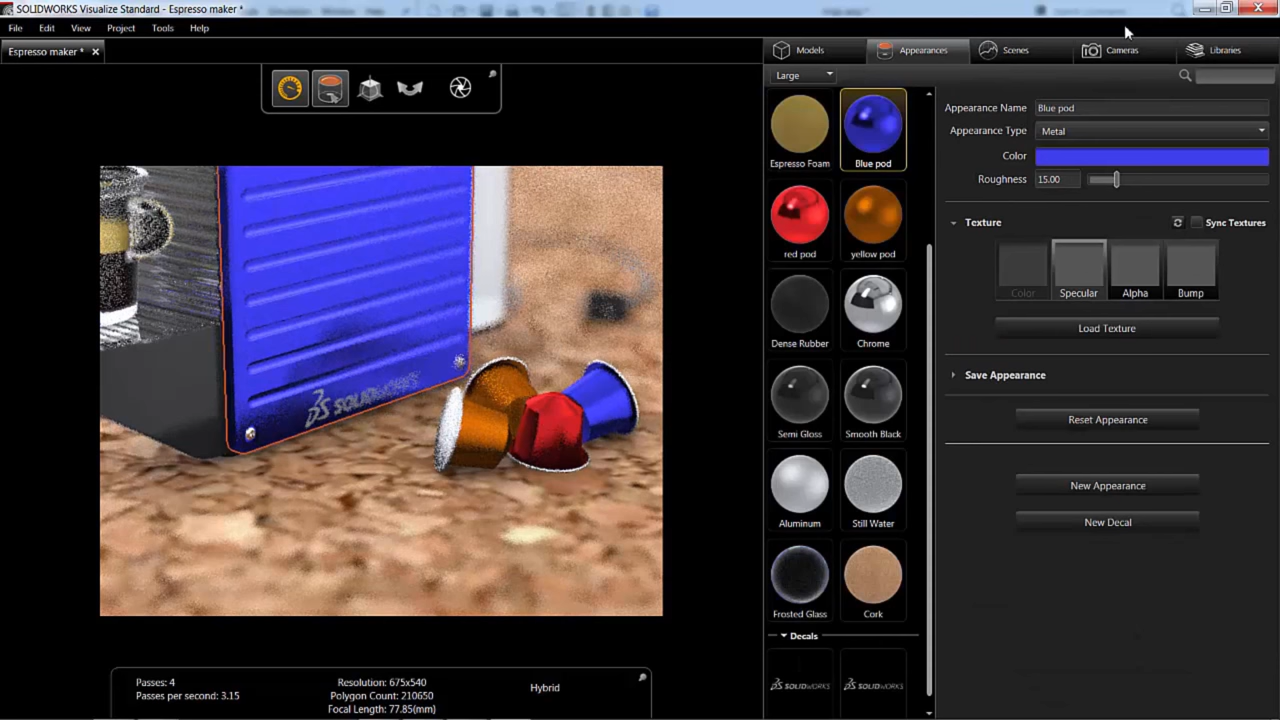 SOLIDWORKS Visualize Standard - Espresso maker *
File Edit View Project Tools Help
Espresso maker *
Models Appearances Scenes Cameras Libraries
Large
Espresso Foam Blue pod
red pod yellow pod
Dense Rubber Chrome
Semi Gloss Smooth Black
Aluminum Still Water
Frosted Glass Cork
Decals
SOLIDWORKS SOLIDWORKS
Appearance Name Blue pod
Appearance Type Metal
Color
Roughness 15.00
Texture Sync Textures
Color Specular Alpha Bump
Load Texture
Save Appearance
Reset Appearance
New Appearance
New Decal
SOLIDWORKS
Passes: 4
Passes per second: 3.15
Resolution: 675x540
Polygon Count: 210650
Focal Length: 77.85(mm)
Hybrid